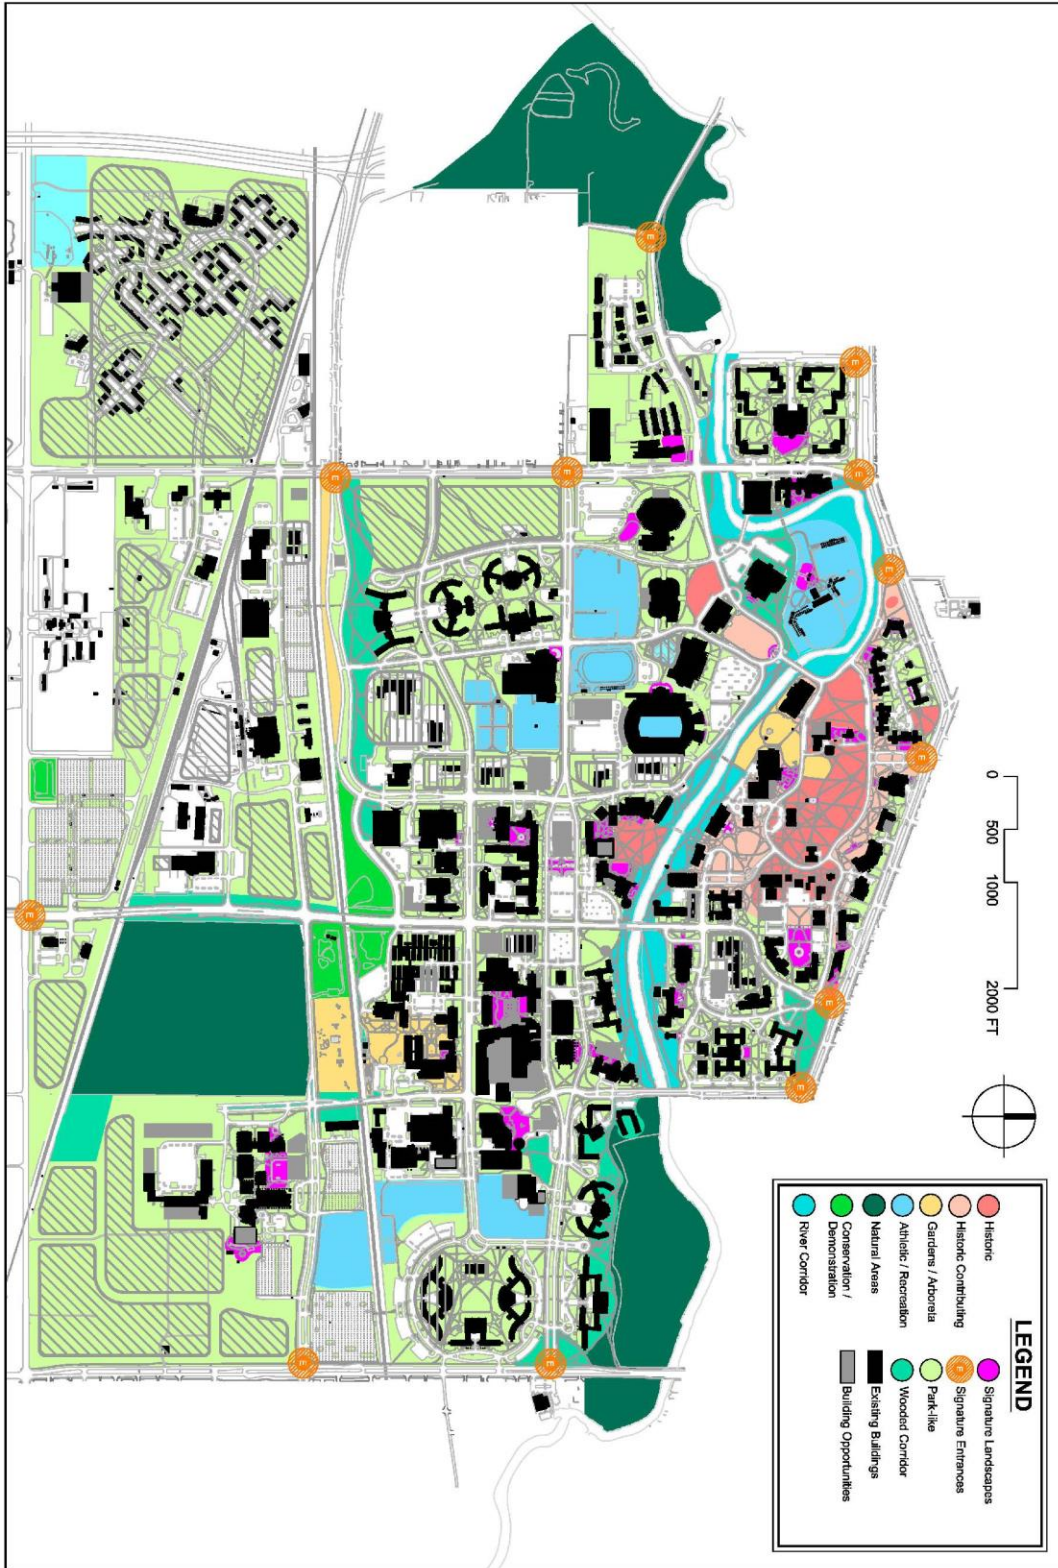 LEGEND
Historic
Historic Contributing
Gardens / Arboreta
Athletic / Recreation
Natural Areas
Conservation /
Demonstration
River Corridor
Signature Landscapes
E
Signature Entrances
Park-like
Wooded Corridor
Existing Buildings
Building Opportunities
0
500
1000
2000 FT
E
E
E
E
E
E
E
E
E
E
E
E
E